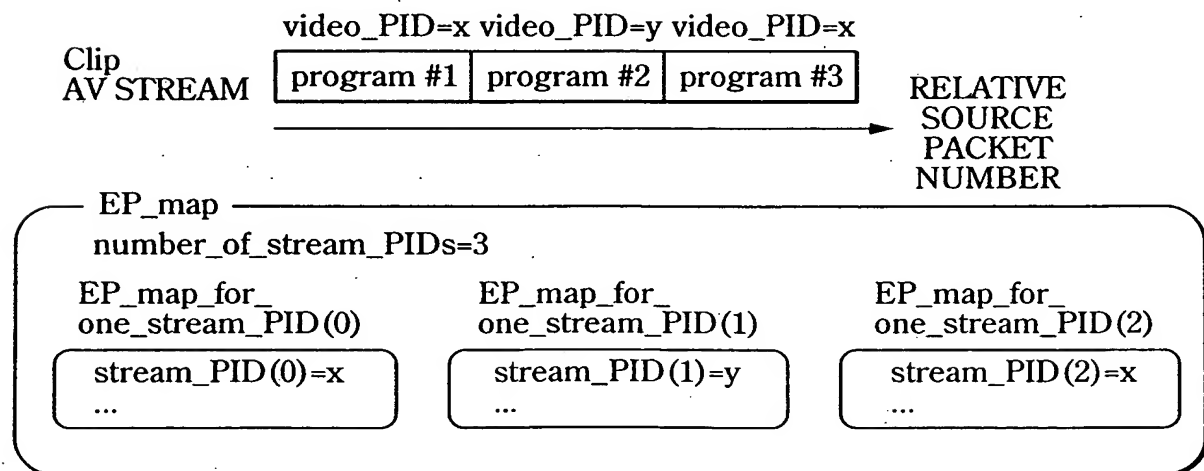 video_PID=x video_PID=y video_PID=x
Clip
AV STREAM
program #1 program #2 program #3
RELATIVE
SOURCE
PACKET
NUMBER
EP_map
number_of_stream_PIDs=3
EP_map_for_
one_stream_PID(0)
stream_PID(0)=x
...
EP_map_for_
one_stream_PID(1)
stream_PID(1)=y
...
EP_map_for_
one_stream_PID(2)
stream_PID(2)=x
...